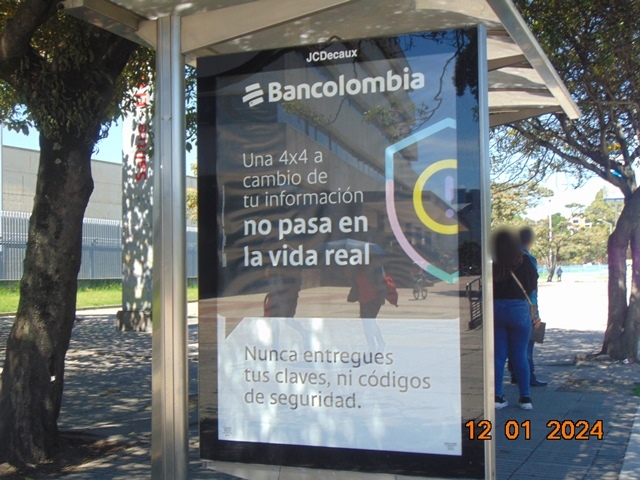 JCDecaux
Bancolombia
Una 4x4 a
cambio de
tu información
no pasa en
la vida real
Nunca entregues
tus claves, ni códigos
de seguridad.
12 01 2024